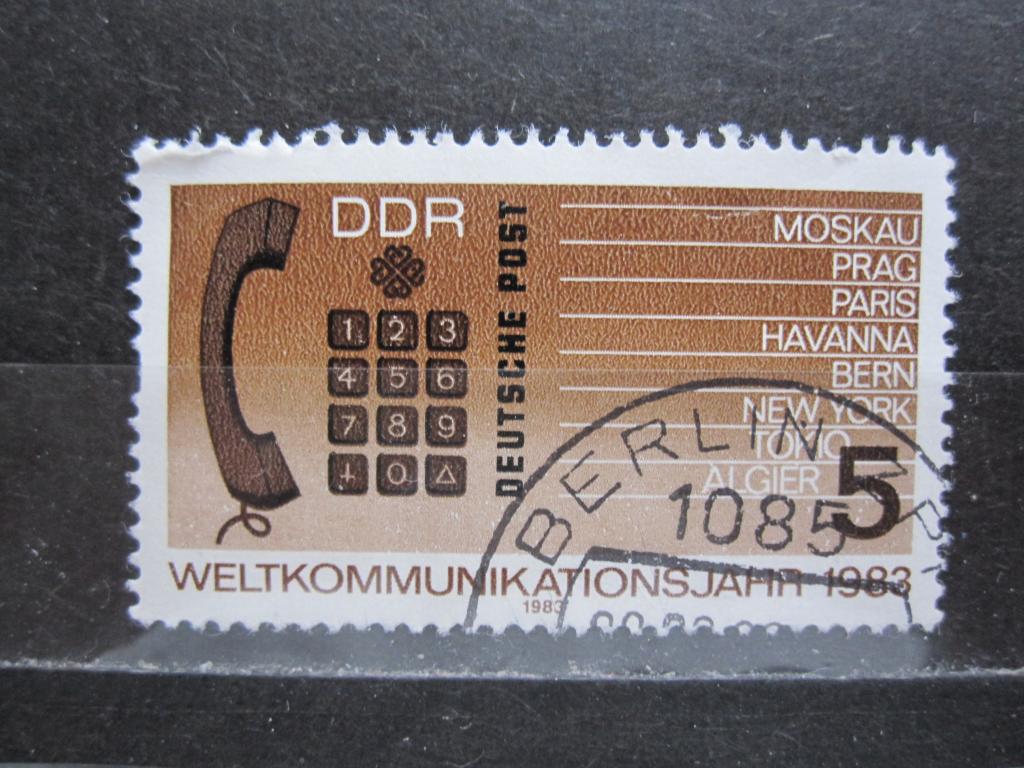 DDR
DEUTSCHE POST
1 2 3
4 5 6
7 8 9
0
MOSKAU
PRAG
PARIS
HAVANNA
BERN
NEW YORK
TOKIO
ALGIER
5
BERLIN
1085
WELTKOMMUNIKATIONSJAHR 1983
1983